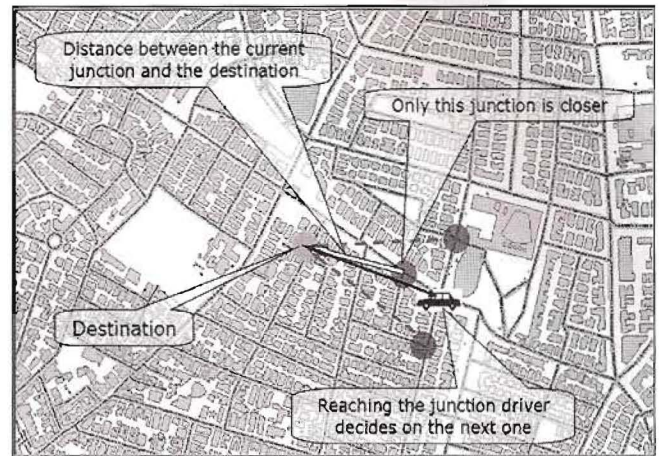 Distance between the current
junction and the destination
Only this junction is closer
Destination
Reaching the junction driver
decides on the next one